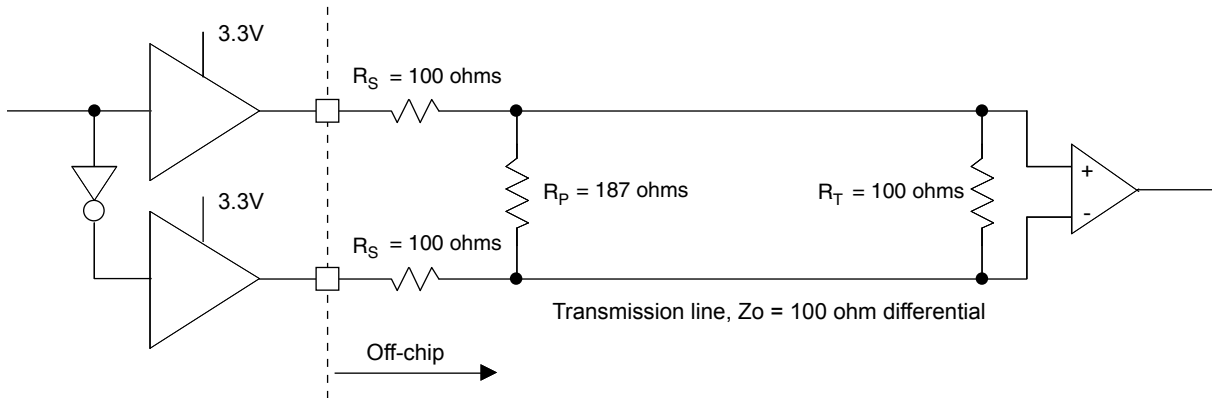 3.3V
R_S = 100 ohms
R_P = 187 ohms
R_T = 100 ohms
+
-
3.3V
R_S = 100 ohms
Transmission line, Zo = 100 ohm differential
Off-chip